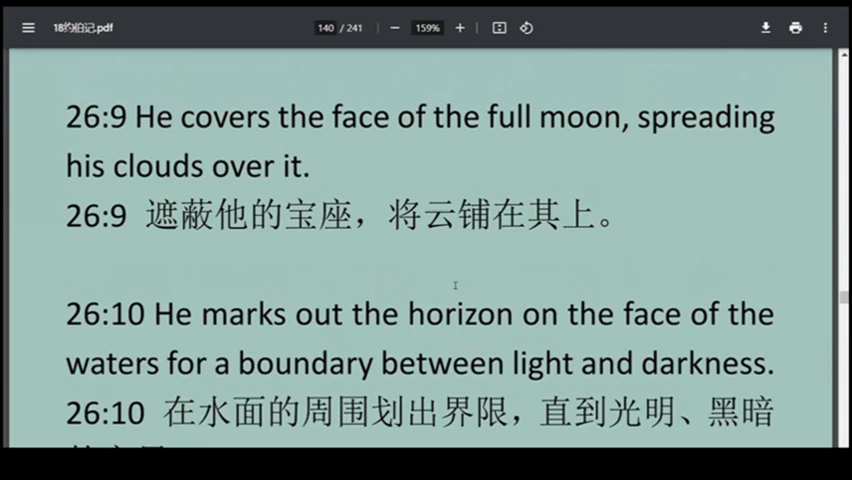 18约伯记.pdf
140 / 241
159%
26:9 He covers the face of the full moon, spreading
his clouds over it.
26:9 遮蔽他的宝座，将云铺在其上。
26:10 He marks out the horizon on the face of the
waters for a boundary between light and darkness.
26:10 在水面的周围划出界限，直到光明、黑暗